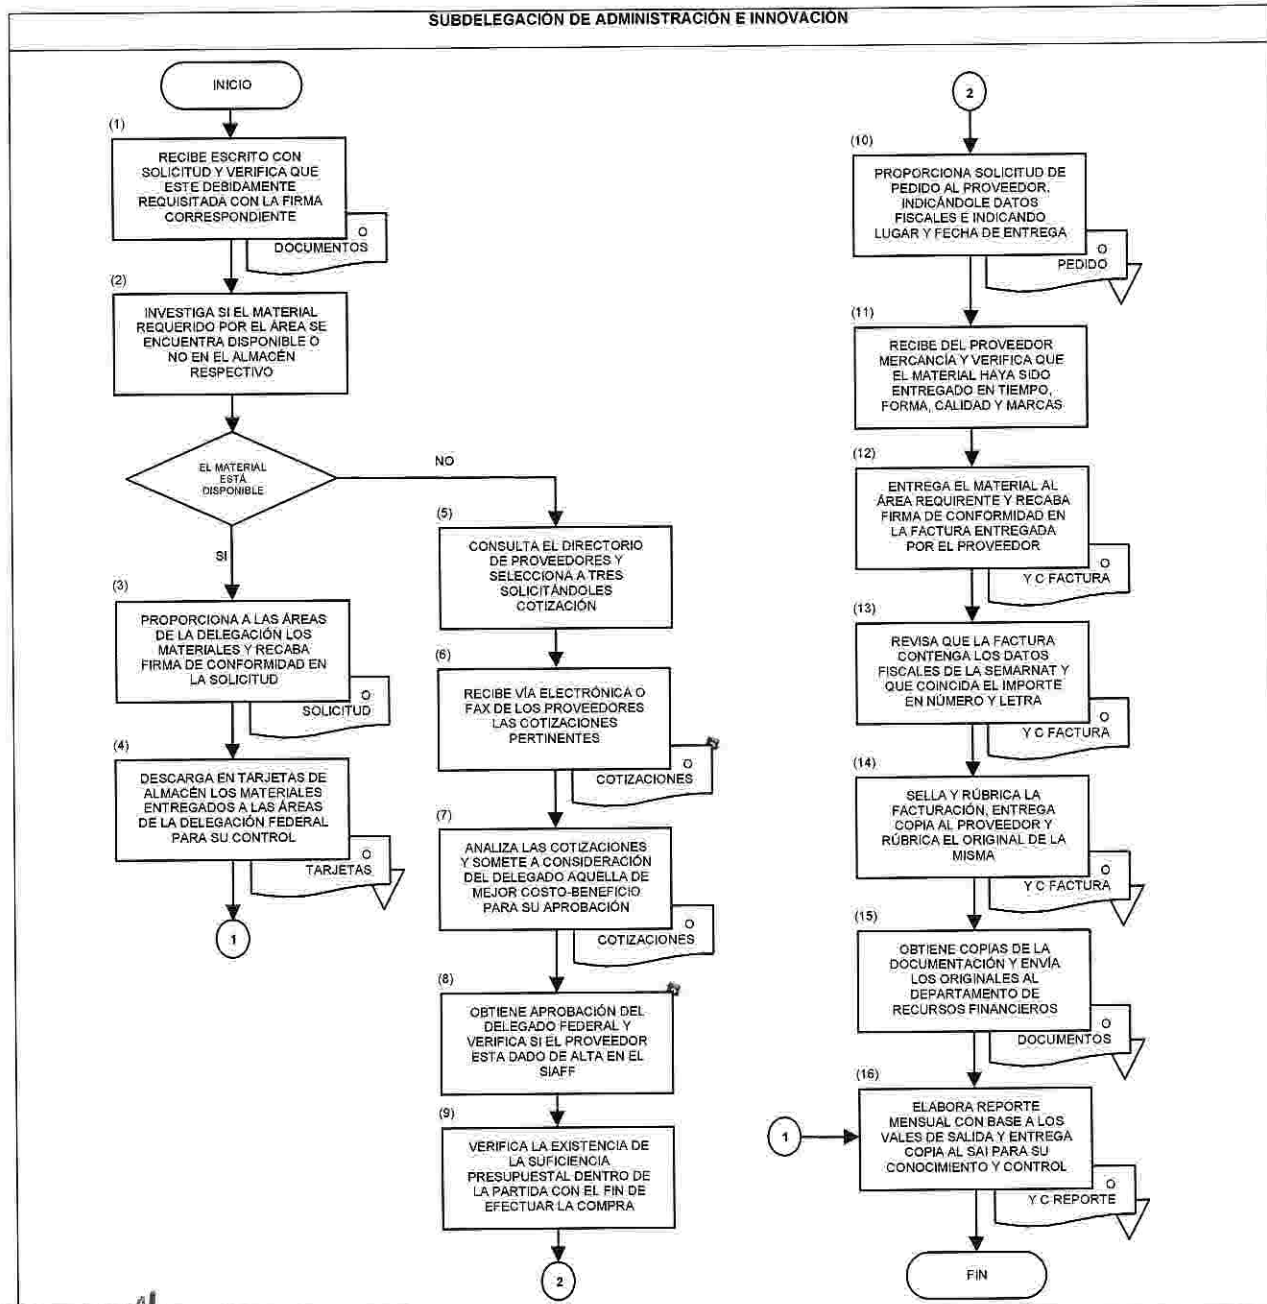 SUBDELEGACIÓN DE ADMINISTRACIÓN E INNOVACIÓN
INICIO
(1)
RECIBE ESCRITO CON
SOLICITUD Y VERIFICA QUE
ESTE DEBIDAMENTE
REQUISITADA CON LA FIRMA
CORRESPONDIENTE
O
DOCUMENTOS
(2)
INVESTIGA SI EL MATERIAL
REQUERIDO POR EL ÁREA SE
ENCUENTRA DISPONIBLE O
NO EN EL ALMACÉN
RESPECTIVO
EL MATERIAL
ESTÁ
DISPONIBLE
NO
SI
(3)
PROPORCIONA A LAS ÁREAS
DE LA DELEGACIÓN LOS
MATERIALES Y RECABA
FIRMA DE CONFORMIDAD EN
LA SOLICITUD
O
SOLICITUD
(4)
DESCARGA EN TARJETAS DE
ALMACÉN LOS MATERIALES
ENTREGADOS A LAS ÁREAS
DE LA DELEGACIÓN FEDERAL
PARA SU CONTROL
O
TARJETAS
1
(5)
CONSULTA EL DIRECTORIO
DE PROVEEDORES Y
SELECCIONA A TRES
SOLICITÁNDOLES
COTIZACIÓN
(6)
RECIBE VÍA ELECTRÓNICA O
FAX DE LOS PROVEEDORES
LAS COTIZACIONES
PERTINENTES
O
COTIZACIONES
(7)
ANALIZA LAS COTIZACIONES
Y SOMETE A CONSIDERACIÓN
DEL DELEGADO AQUELLA DE
MEJOR COSTO-BENEFICIO
PARA SU APROBACIÓN
O
COTIZACIONES
(8)
OBTIENE APROBACIÓN DEL
DELEGADO FEDERAL Y
VERIFICA SI EL PROVEEDOR
ESTA DADO DE ALTA EN EL
SIAFF
(9)
VERIFICA LA EXISTENCIA DE
LA SUFICIENCIA
PRESUPUESTAL DENTRO DE
LA PARTIDA CON EL FIN DE
EFECTUAR LA COMPRA
2
2
(10)
PROPORCIONA SOLICITUD DE
PEDIDO AL PROVEEDOR,
INDICÁNDOLE DATOS
FISCALES E INDICANDO
LUGAR Y FECHA DE ENTREGA
O
PEDIDO
(11)
RECIBE DEL PROVEEDOR
MERCANCÍA Y VERIFICA QUE
EL MATERIAL HAYA SIDO
ENTREGADO EN TIEMPO,
FORMA, CALIDAD Y MARCAS
(12)
ENTREGA EL MATERIAL AL
ÁREA REQUIRENTE Y RECABA
FIRMA DE CONFORMIDAD EN
LA FACTURA ENTREGADA
POR EL PROVEEDOR
O
Y C FACTURA
(13)
REVISA QUE LA FACTURA
CONTENGA LOS DATOS
FISCALES DE LA SEMARNAT Y
QUE COINCIDA EL IMPORTE
EN NÚMERO Y LETRA
O
Y C FACTURA
(14)
SELLA Y RÚBRICA LA
FACTURACIÓN, ENTREGA
COPIA AL PROVEEDOR Y
RÚBRICA EL ORIGINAL DE LA
MISMA
O
Y C FACTURA
(15)
OBTIENE COPIAS DE LA
DOCUMENTACIÓN Y ENVÍA
LOS ORIGINALES AL
DEPARTAMENTO DE
RECURSOS FINANCIEROS
O
DOCUMENTOS
(16)
1
ELABORA REPORTE
MENSUAL CON BASE A LOS
VALES DE SALIDA Y ENTREGA
COPIA AL SAI PARA SU
CONOCIMIENTO Y CONTROL
O
Y C REPORTE
FIN